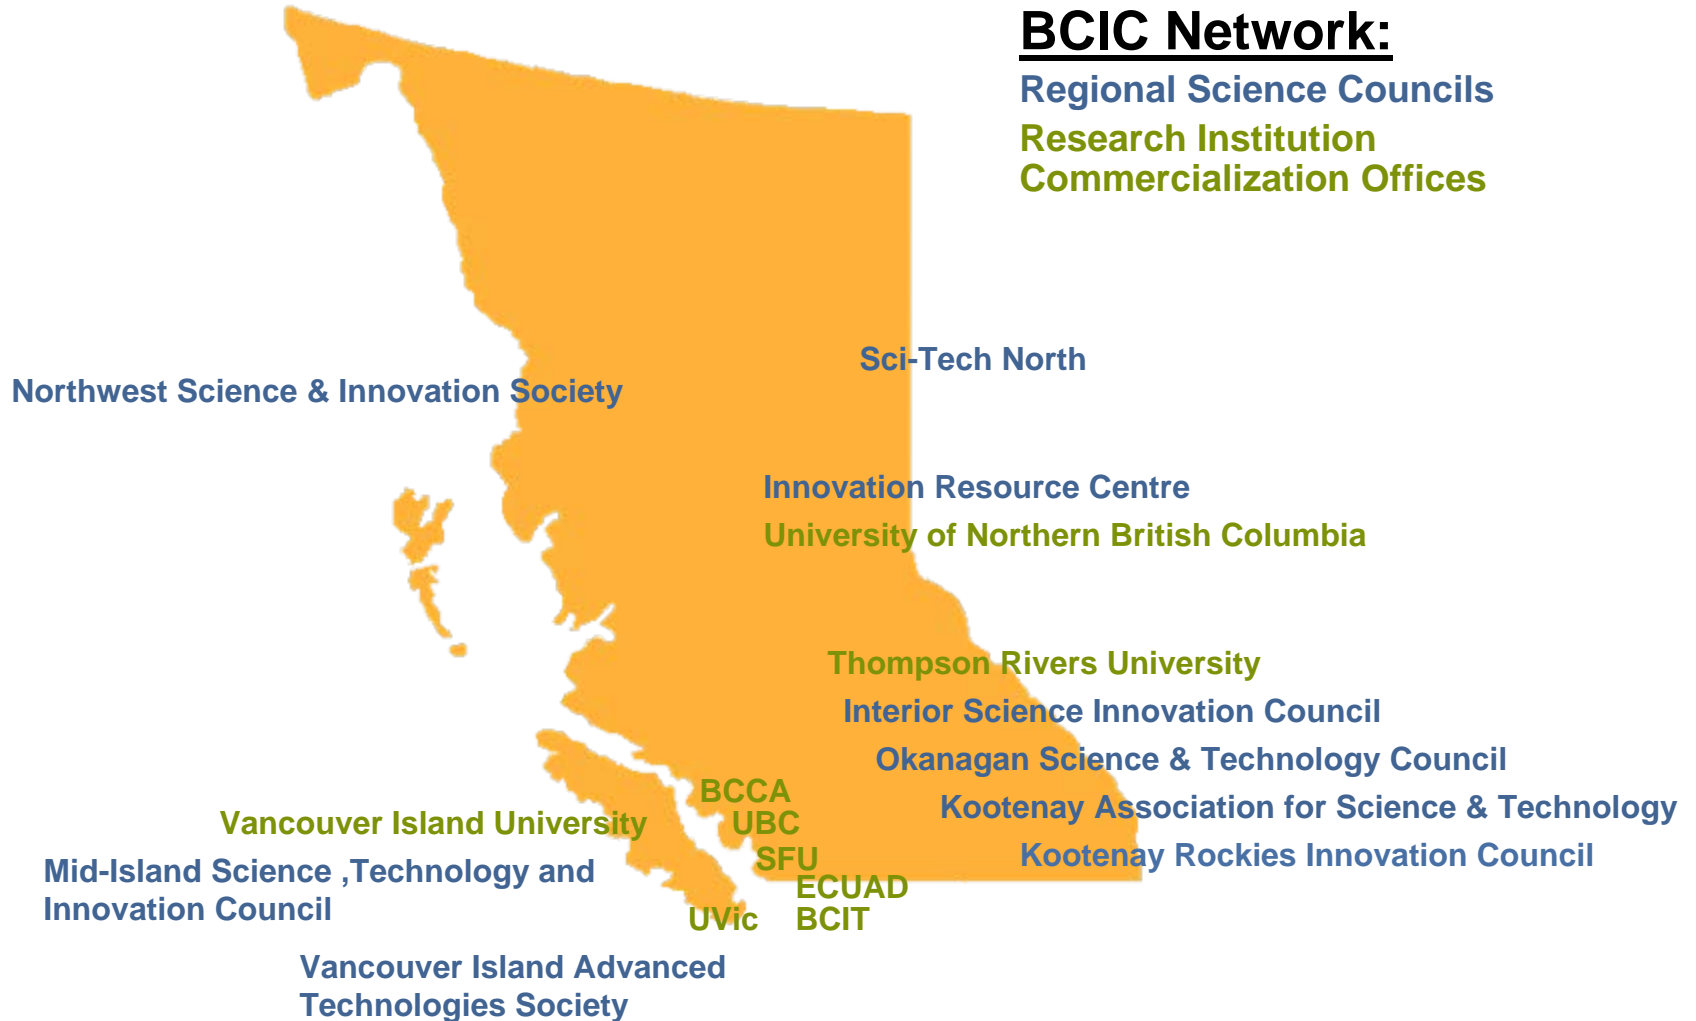 BCIC Network:
Regional Science Councils
Research Institution
Commercialization Offices
Sci-Tech North
Northwest Science & Innovation Society
Innovation Resource Centre
University of Northern British Columbia
Thompson Rivers University
Interior Science Innovation Council
Okanagan Science & Technology Council
BCCA
Kootenay Association for Science & Technology
Vancouver Island University
UBC
SFU
Kootenay Rockies Innovation Council
Mid-Island Science ,Technology and
Innovation Council
ECUAD
UVic
BCIT
Vancouver Island Advanced
Technologies Society